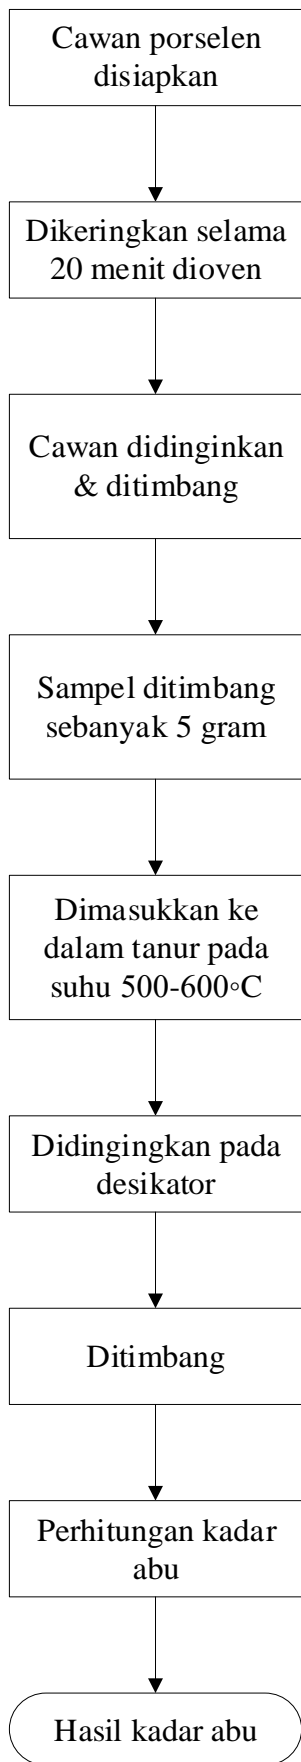 Cawan porselen
disiapkan
Dikeringkan selama
20 menit dioven
Cawan didinginkan
& ditimbang
Sampel ditimbang
sebanyak 5 gram
Dimasukkan ke
dalam tanur pada
suhu 500-600◦C
Didingingkan pada
desikator
Ditimbang
Perhitungan kadar
abu
Hasil kadar abu